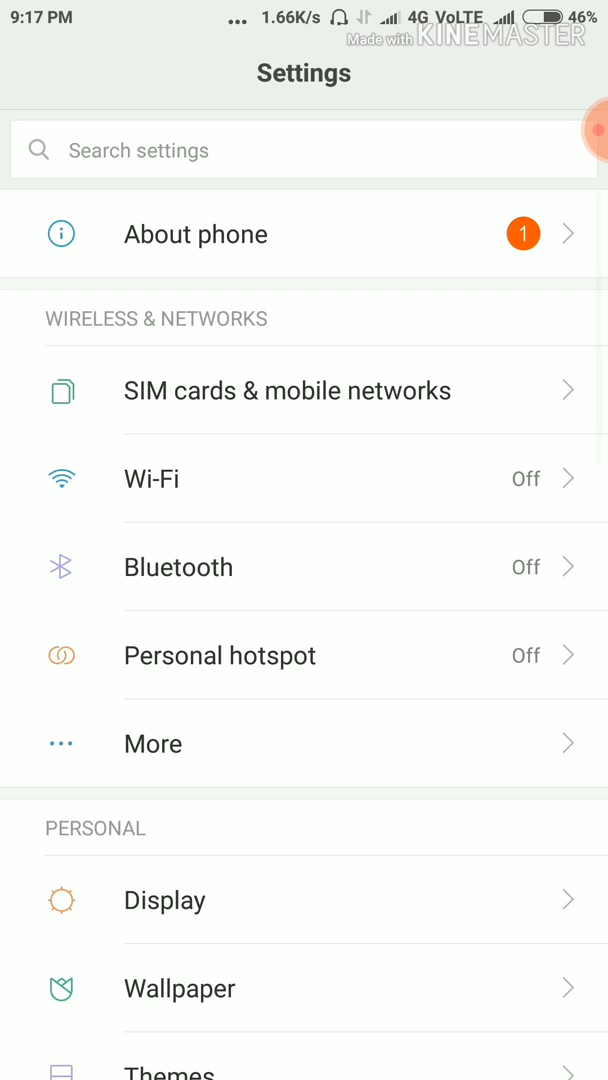 9:17 PM ... 1.66K/s 4G VoLTE 46%
Made with KINEMASTER
Settings
Search settings
About phone 1
WIRELESS & NETWORKS
SIM cards & mobile networks
Wi-Fi Off
Bluetooth Off
Personal hotspot Off
More
PERSONAL
Display
Wallpaper
Themes